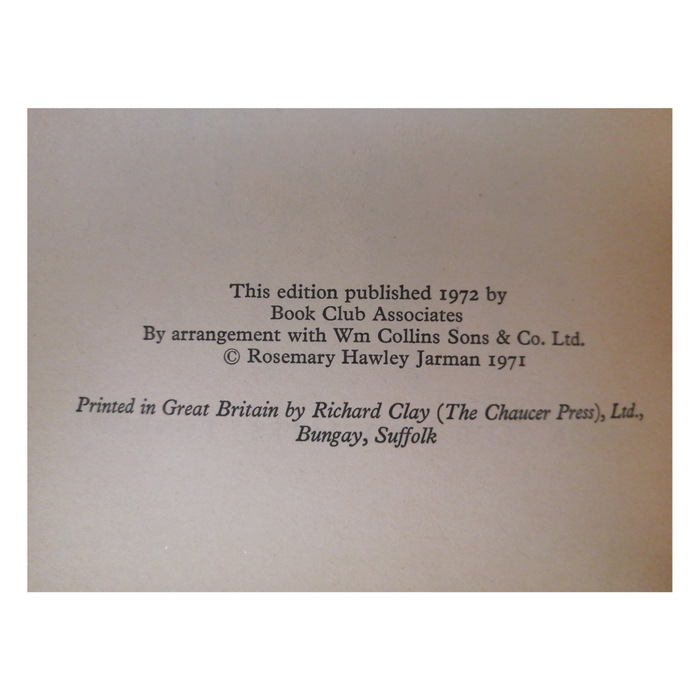 This edition published 1972 by
Book Club Associates
By arrangement with Wm Collins Sons & Co. Ltd.
© Rosemary Hawley Jarman 1971
Printed in Great Britain by Richard Clay (The Chaucer Press), Ltd.,
Bungay, Suffolk